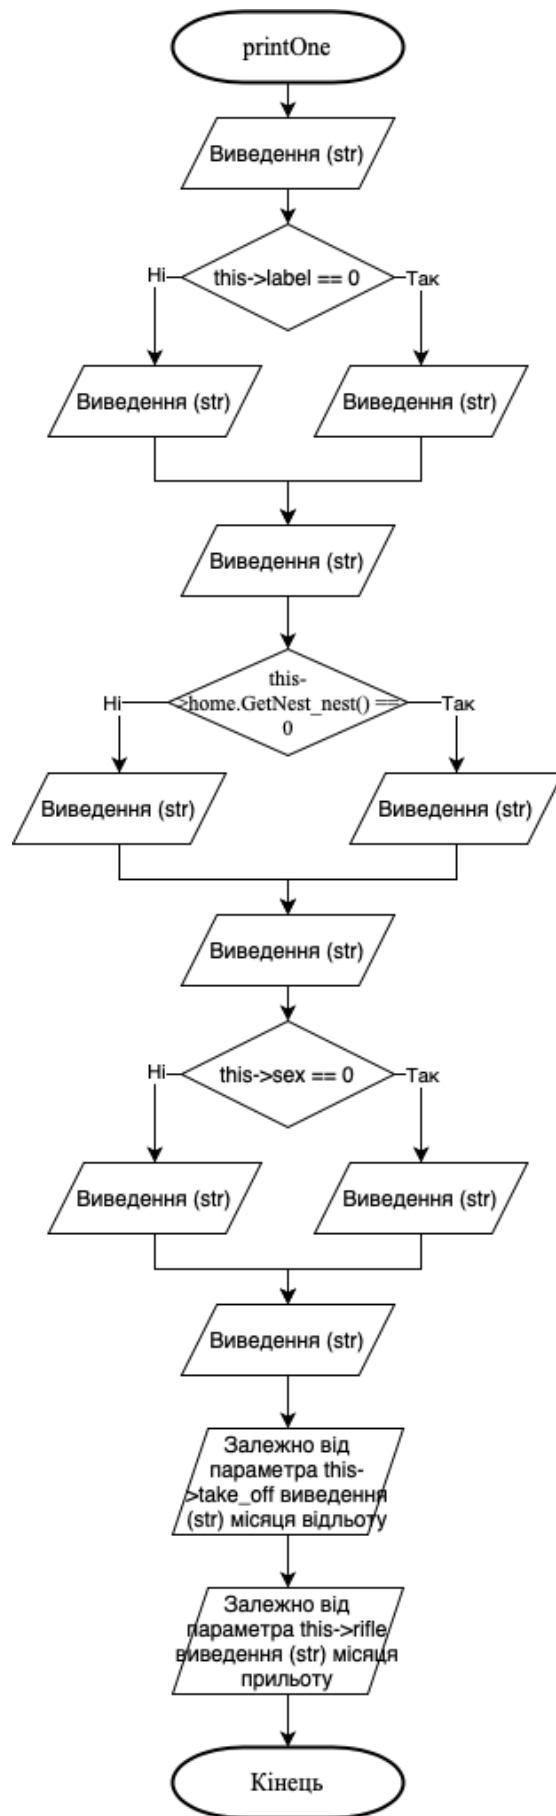 printOne
Виведення (str)
this->label == 0
Ні
Так
Виведення (str)
Виведення (str)
Виведення (str)
this-
>home.GetNest_nest() ==
0
Ні
Так
Виведення (str)
Виведення (str)
Виведення (str)
this->sex == 0
Ні
Так
Виведення (str)
Виведення (str)
Виведення (str)
Залежно від
параметра this-
>take_off виведення
(str) місяця відльоту
Залежно від
параметра this->rifle
виведення (str) місяця
прильоту
Кінець